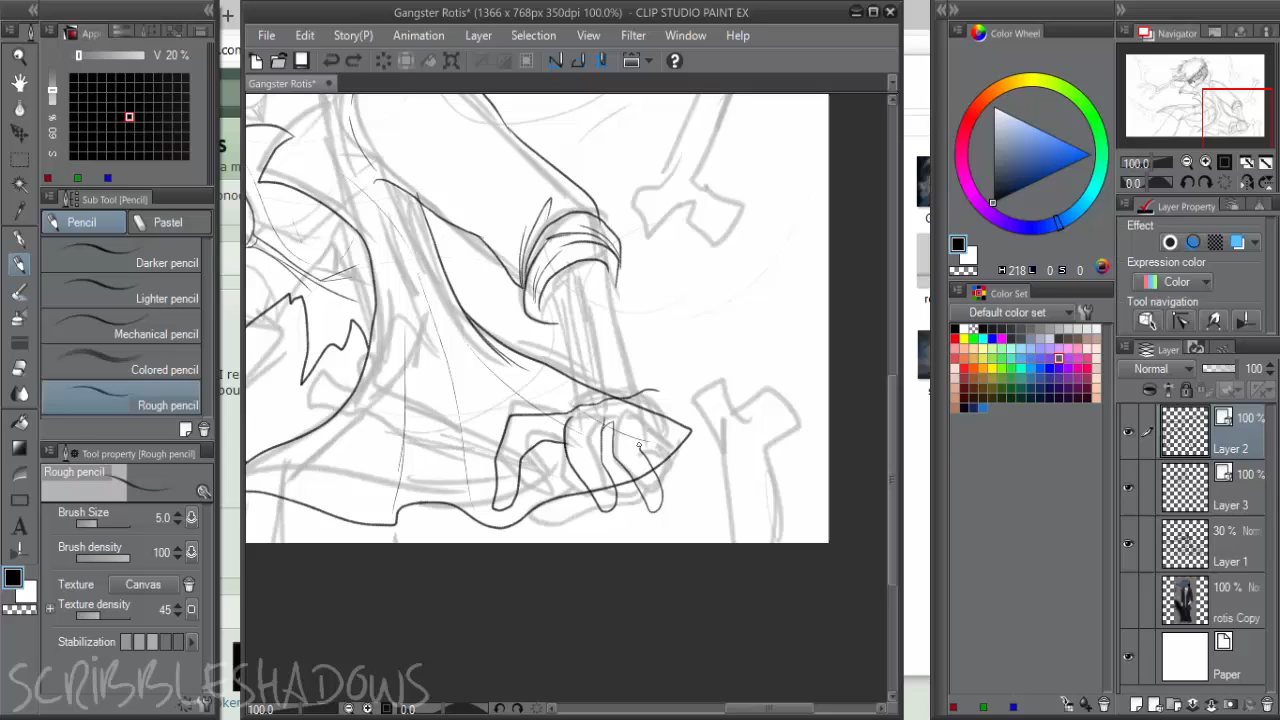 Gangster Rotis* (1366 x 768px 350dpi 100.0%) - CLIP STUDIO PAINT EX
File Edit Story(P) Animation Layer Selection View Filter Window Help
Gangster Rotis*
App
V 20 %
S 60 %
Sub Tool [Pencil]
Pencil
Pastel
Darker pencil
Lighter pencil
Mechanical pencil
Colored pencil
Rough pencil
Tool property [Rough pencil]
Rough pencil
Brush Size 5.0
Brush density 100
Texture Canvas
Texture density 45
Stabilization
100.0 0.0
SCRIBBLESHADOWS
Color Wheel
H 218 L 0 S 0
Color Set
Default color set
Navigator
100.0
0.0
Layer Property
Effect
Expression color
Color
Tool navigation
Layer
Normal 100
100 %
Layer 2
100 %
Layer 3
30 %
Layer 1
100 % No
rotis Copy
Paper